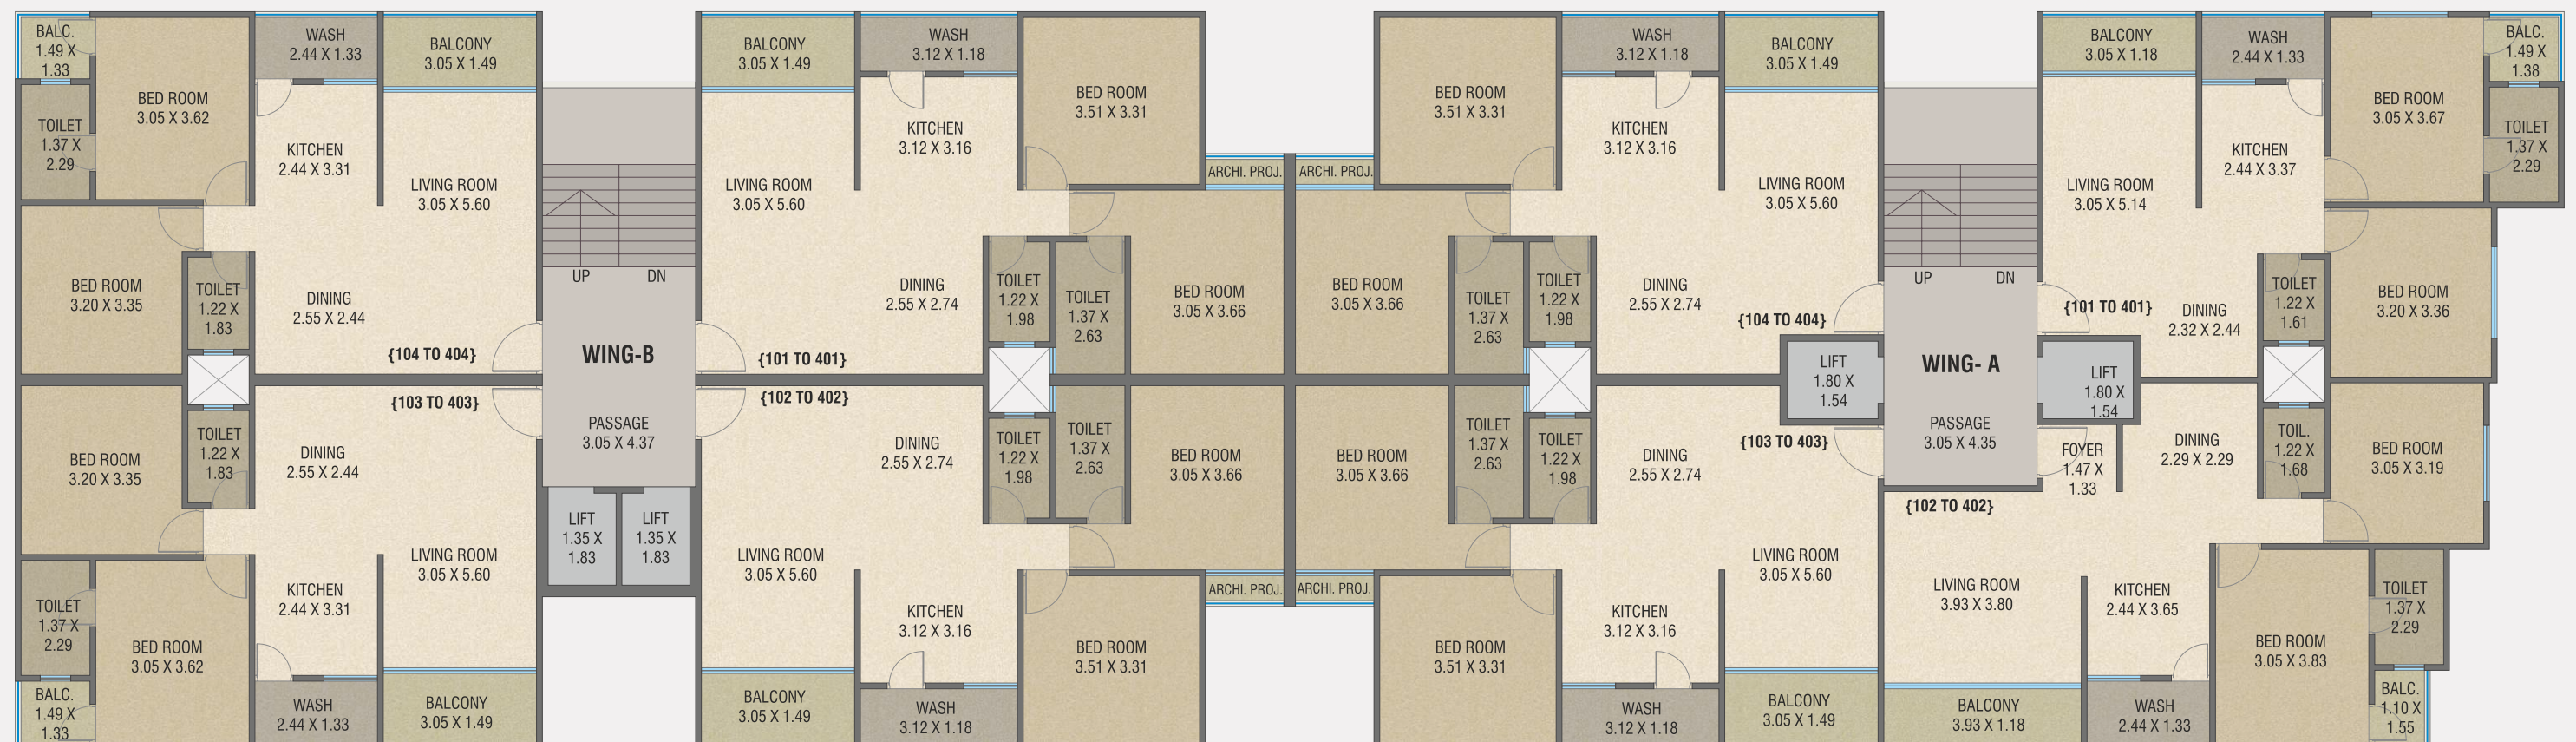 BALC.
1.49 X
1.33
TOILET
1.37 X
2.29
BED ROOM
3.05 X 3.62
WASH
2.44 X 1.33
BALCONY
3.05 X 1.49
KITCHEN
2.44 X 3.31
LIVING ROOM
3.05 X 5.60
BED ROOM
3.20 X 3.35
TOILET
1.22 X
1.83
DINING
2.55 X 2.44
{104 TO 404}
BED ROOM
3.20 X 3.35
TOILET
1.22 X
1.83
DINING
2.55 X 2.44
{103 TO 403}
LIVING ROOM
3.05 X 5.60
KITCHEN
2.44 X 3.31
TOILET
1.37 X
2.29
BED ROOM
3.05 X 3.62
BALC.
1.49 X
1.33
WASH
2.44 X 1.33
BALCONY
3.05 X 1.49
UP
DN
WING-B
PASSAGE
3.05 X 4.37
LIFT
1.35 X
1.83
LIFT
1.35 X
1.83
BALCONY
3.05 X 1.49
WASH
3.12 X 1.18
BED ROOM
3.51 X 3.31
KITCHEN
3.12 X 3.16
LIVING ROOM
3.05 X 5.60
ARCHI. PROJ.
DINING
2.55 X 2.74
TOILET
1.22 X
1.98
TOILET
1.37 X
2.63
BED ROOM
3.05 X 3.66
{101 TO 401}
{102 TO 402}
DINING
2.55 X 2.74
TOILET
1.22 X
1.98
TOILET
1.37 X
2.63
BED ROOM
3.05 X 3.66
LIVING ROOM
3.05 X 5.60
KITCHEN
3.12 X 3.16
ARCHI. PROJ.
BED ROOM
3.51 X 3.31
BALCONY
3.05 X 1.49
WASH
3.12 X 1.18
BED ROOM
3.51 X 3.31
WASH
3.12 X 1.18
BALCONY
3.05 X 1.49
KITCHEN
3.12 X 3.16
ARCHI. PROJ.
LIVING ROOM
3.05 X 5.60
BED ROOM
3.05 X 3.66
TOILET
1.37 X
2.63
TOILET
1.22 X
1.98
DINING
2.55 X 2.74
{104 TO 404}
LIFT
1.80 X
1.54
BED ROOM
3.05 X 3.66
TOILET
1.37 X
2.63
TOILET
1.22 X
1.98
DINING
2.55 X 2.74
{103 TO 403}
LIVING ROOM
3.05 X 5.60
ARCHI. PROJ.
KITCHEN
3.12 X 3.16
BED ROOM
3.51 X 3.31
WASH
3.12 X 1.18
BALCONY
3.05 X 1.49
UP
DN
WING- A
PASSAGE
3.05 X 4.35
BALCONY
3.05 X 1.18
WASH
2.44 X 1.33
BED ROOM
3.05 X 3.67
BALC.
1.49 X
1.38
TOILET
1.37 X
2.29
KITCHEN
2.44 X 3.37
LIVING ROOM
3.05 X 5.14
{101 TO 401}
DINING
2.32 X 2.44
TOILET
1.22 X
1.61
BED ROOM
3.20 X 3.36
LIFT
1.80 X
1.54
FOYER
1.47 X
1.33
DINING
2.29 X 2.29
TOIL.
1.22 X
1.68
BED ROOM
3.05 X 3.19
{102 TO 402}
LIVING ROOM
3.93 X 3.80
KITCHEN
2.44 X 3.65
BED ROOM
3.05 X 3.83
TOILET
1.37 X
2.29
BALCONY
3.93 X 1.18
WASH
2.44 X 1.33
BALC.
1.10 X
1.55